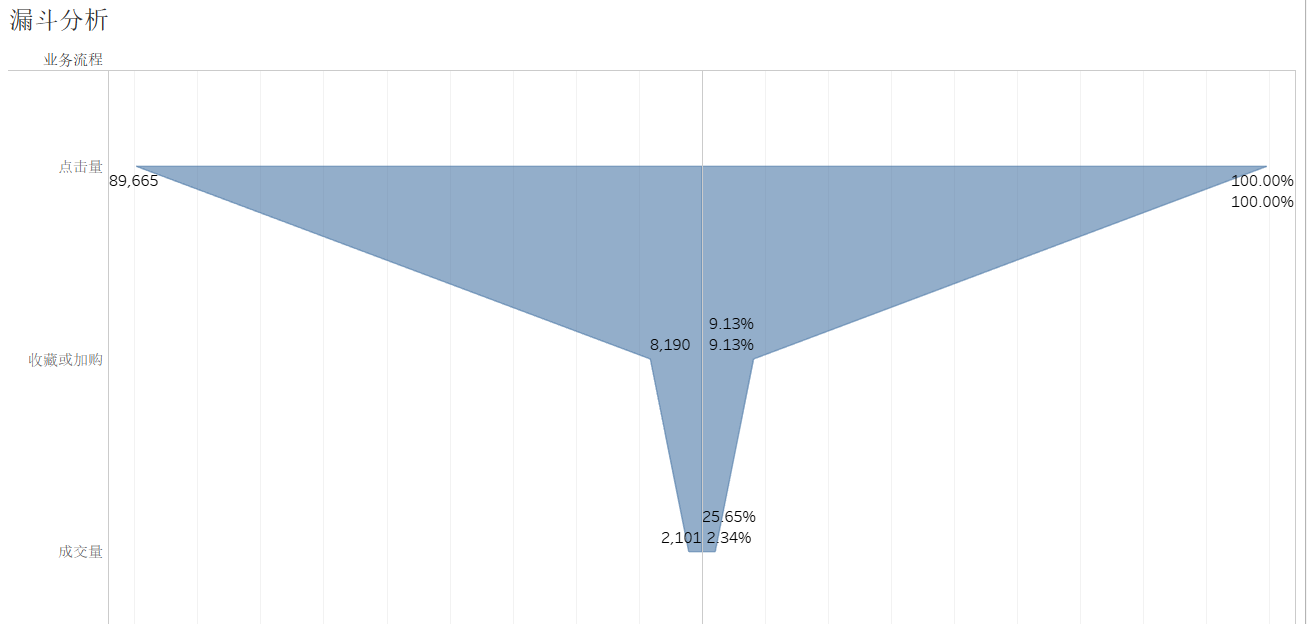 漏斗分析
业务流程
点击量
89,665
100.00%
100.00%
9.13%
收藏或加购
8,190
9.13%
25.65%
成交量
2,101
2.34%